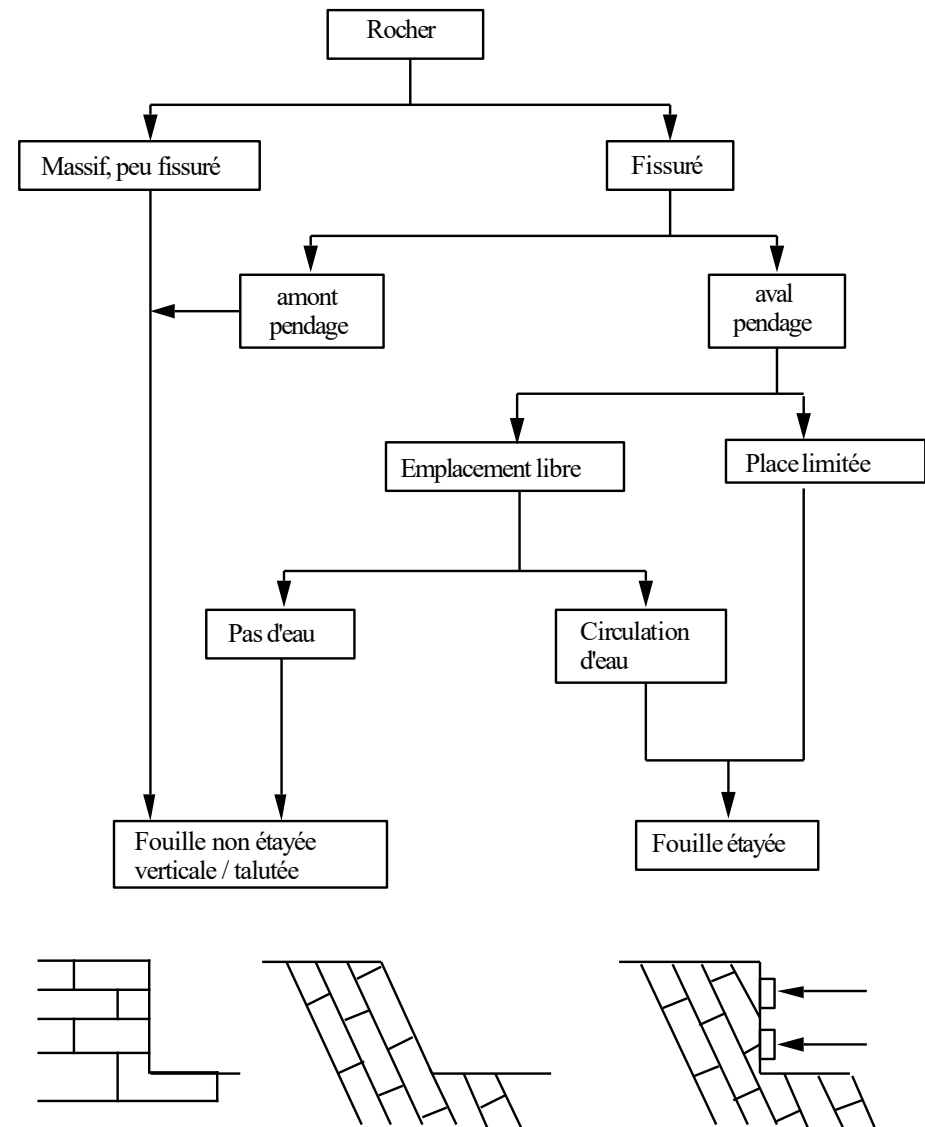 Rocher
Massif, peu fissuré
Fissuré
amont
pendage
aval
pendage
Emplacement libre
Place limitée
Pas d'eau
Circulation
d'eau
Fouille non étayée
verticale / talutée
Fouille étayée